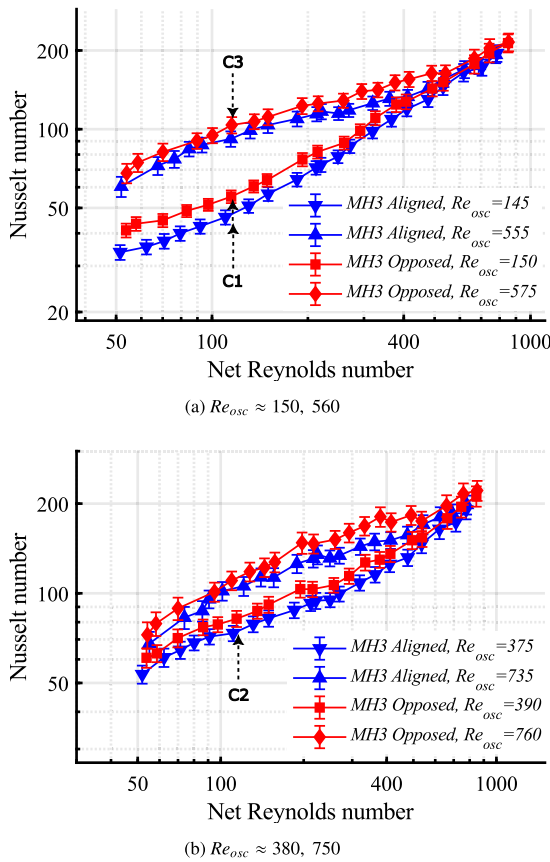 200
100
50
20
Nusselt number
C3
C1
MH3 Aligned, Re_osc=145
MH3 Aligned, Re_osc=555
MH3 Opposed, Re_osc=150
MH3 Opposed, Re_osc=575
50 100 400 1000
Net Reynolds number
(a) Re_osc ≈ 150, 560
200
100
50
Nusselt number
C2
MH3 Aligned, Re_osc=375
MH3 Aligned, Re_osc=735
MH3 Opposed, Re_osc=390
MH3 Opposed, Re_osc=760
50 100 400 1000
Net Reynolds number
(b) Re_osc ≈ 380, 750